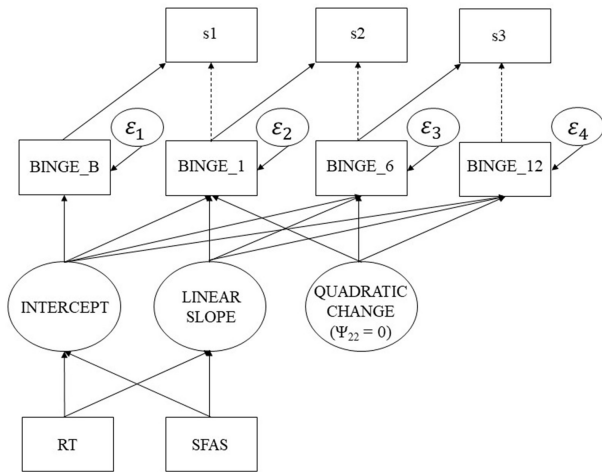 s1
s2
s3
ε1
ε2
ε3
ε4
BINGE_B
BINGE_1
BINGE_6
BINGE_12
INTERCEPT
LINEAR
SLOPE
QUADRATIC
CHANGE
(Ψ22 = 0)
RT
SFAS